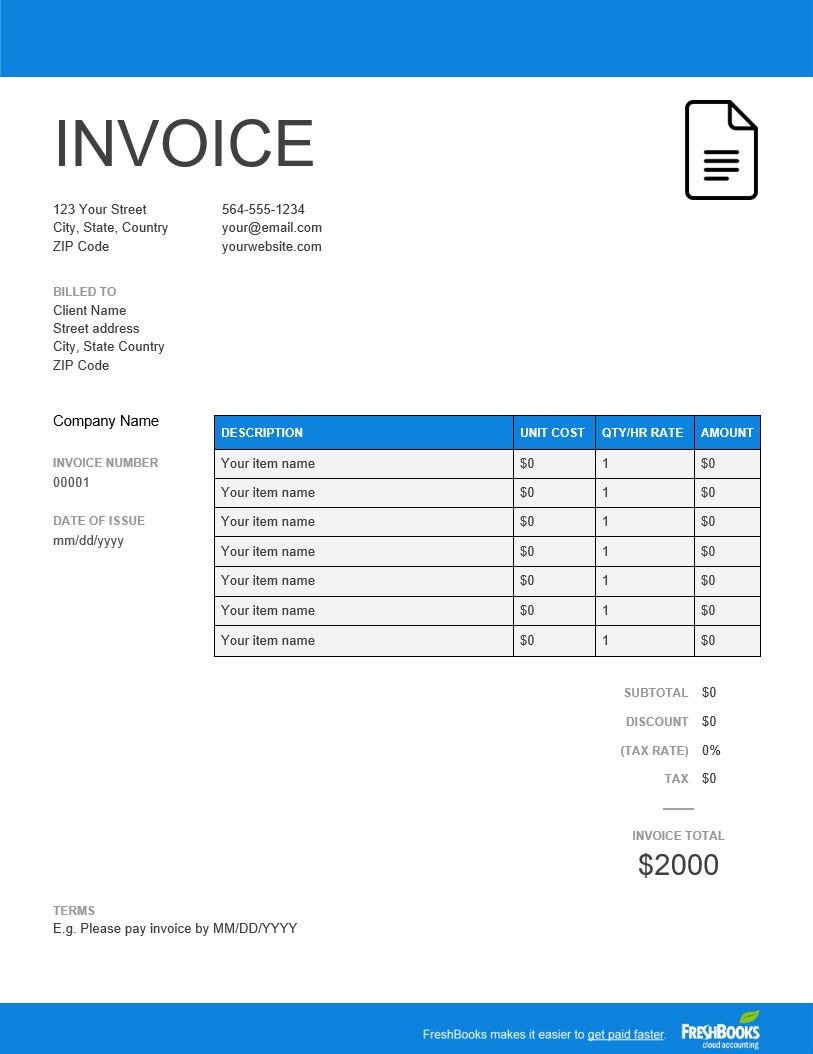 INVOICE
123 Your Street 564-555-1234
City, State, Country your@email.com
ZIP Code yourwebsite.com
BILLED TO
Client Name
Street address
City, State Country
ZIP Code
Company Name
INVOICE NUMBER
00001
DATE OF ISSUE
mm/dd/yyyy
DESCRIPTION UNIT COST QTY/HR RATE AMOUNT
Your item name $0 1 $0
Your item name $0 1 $0
Your item name $0 1 $0
Your item name $0 1 $0
Your item name $0 1 $0
Your item name $0 1 $0
Your item name $0 1 $0
SUBTOTAL $0
DISCOUNT $0
(TAX RATE) 0%
TAX $0
INVOICE TOTAL
$2000
TERMS
E.g. Please pay invoice by MM/DD/YYYY
FreshBooks makes it easier to get paid faster.
FRESHBOOKS
cloud accounting